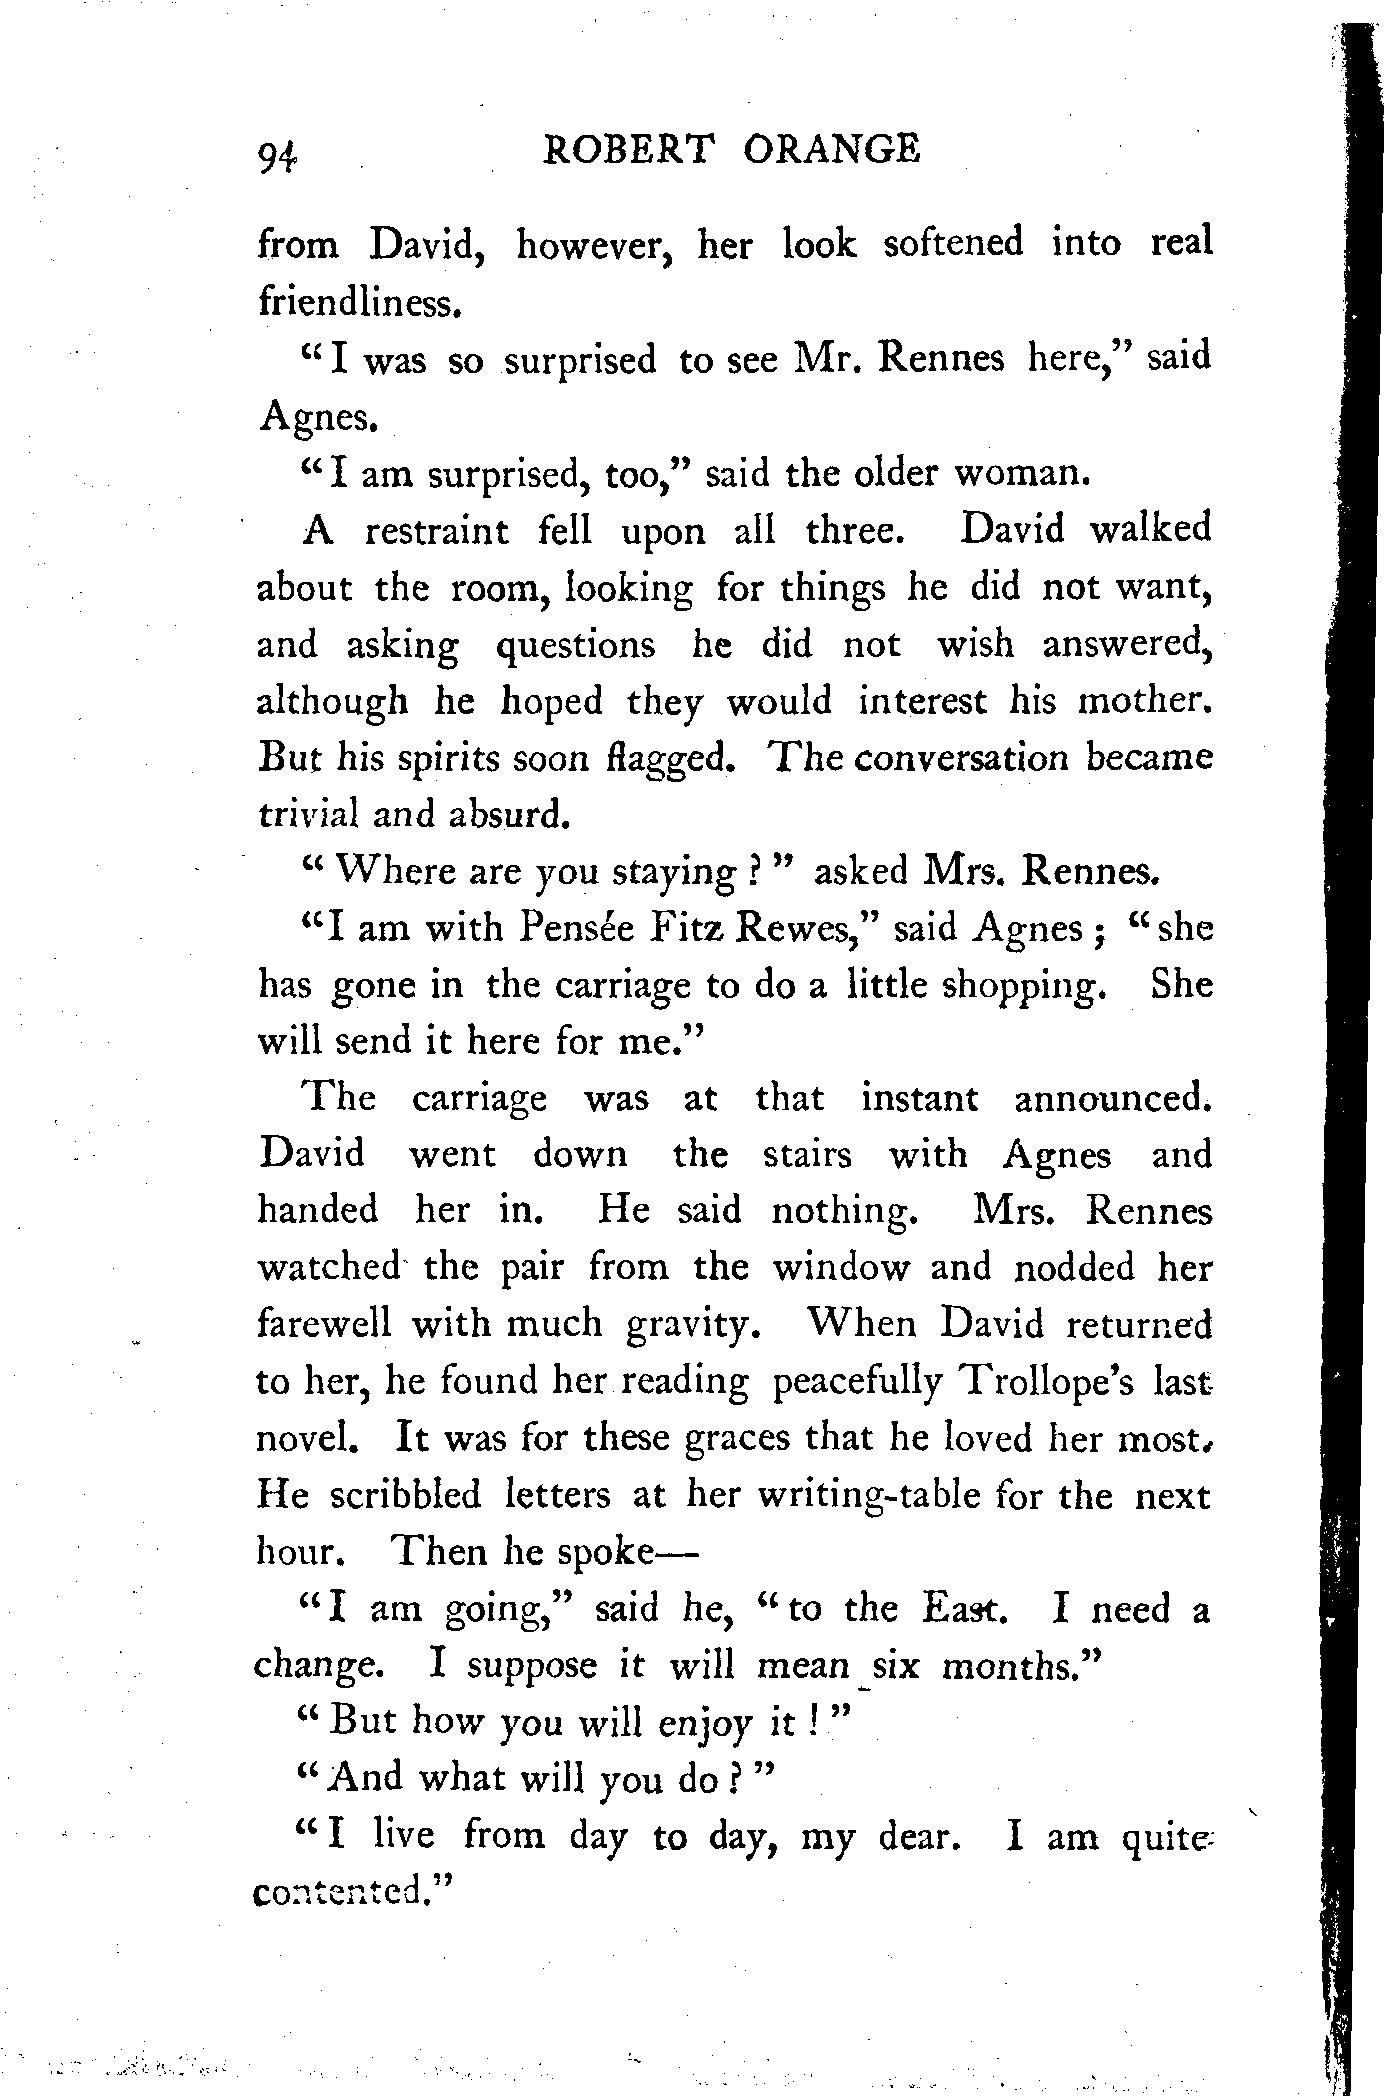 94 ROBERT ORANGE
from David, however, her look softened into real
friendliness.
“I was so surprised to see Mr. Rennes here,” said
Agnes.
“I am surprised, too,” said the older woman.
A restraint fell upon all three. David walked
about the room, looking for things he did not want,
and asking questions he did not wish answered,
although he hoped they would interest his mother.
But his spirits soon flagged. The conversation became
trivial and absurd.
“Where are you staying?” asked Mrs. Rennes.
“I am with Pensée Fitz Rewes,” said Agnes; “she
has gone in the carriage to do a little shopping. She
will send it here for me.”
The carriage was at that instant announced.
David went down the stairs with Agnes and
handed her in. He said nothing. Mrs. Rennes
watched the pair from the window and nodded her
farewell with much gravity. When David returned
to her, he found her reading peacefully Trollope’s last
novel. It was for these graces that he loved her most.
He scribbled letters at her writing-table for the next
hour. Then he spoke—
“I am going,” said he, “to the East. I need a
change. I suppose it will mean six months.”
“But how you will enjoy it!”
“And what will you do?”
“I live from day to day, my dear. I am quite
contented.”